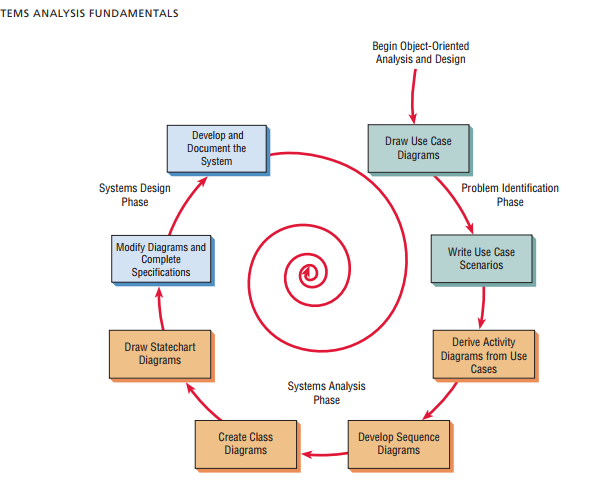 TEMS ANALYSIS FUNDAMENTALS
Begin Object-Oriented
Analysis and Design
Draw Use Case
Diagrams
Problem Identification
Phase
Write Use Case
Scenarios
Derive Activity
Diagrams from Use
Cases
Develop Sequence
Diagrams
Systems Analysis
Phase
Create Class
Diagrams
Draw Statechart
Diagrams
Modify Diagrams and
Complete
Specifications
Systems Design
Phase
Develop and
Document the
System